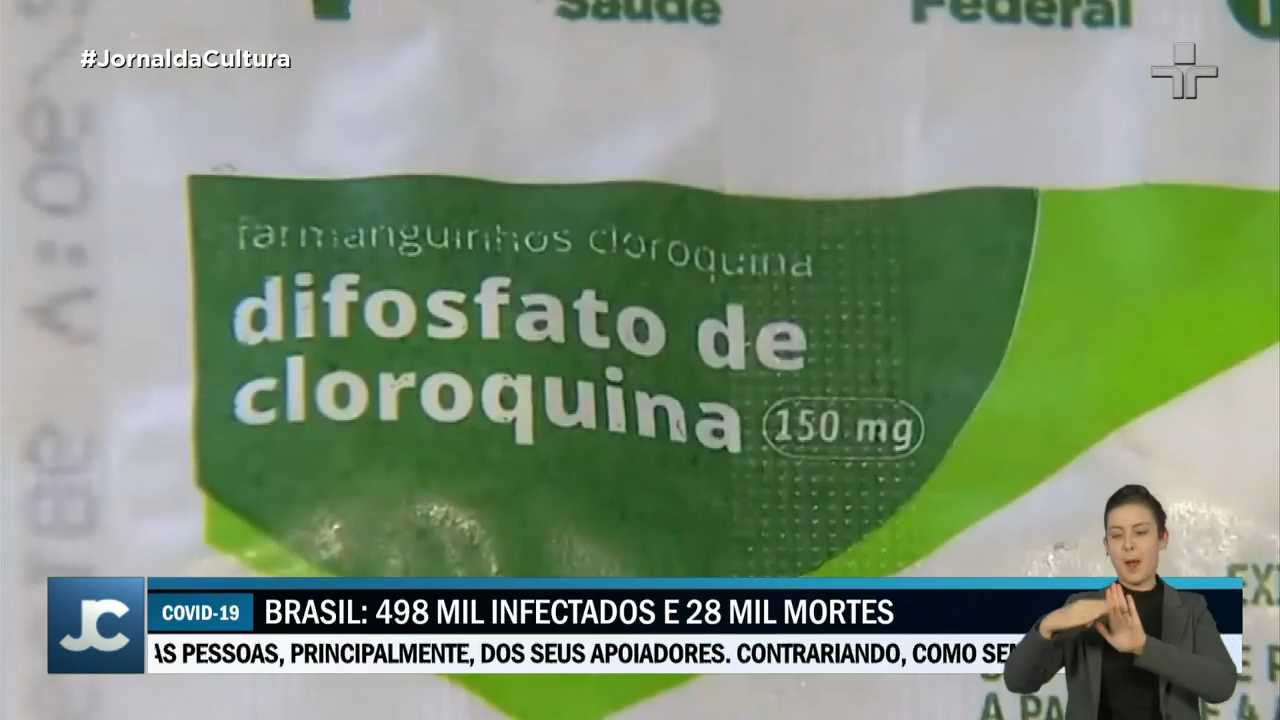 Saúde
Federal
#JornaldaCultura
farmanguinhos cloroquina
difosfato de
cloroquina
150 mg
JC
COVID-19
BRASIL: 498 MIL INFECTADOS E 28 MIL MORTES
AS PESSOAS, PRINCIPALMENTE, DOS SEUS APOIADORES. CONTRARIANDO, COMO
A PA